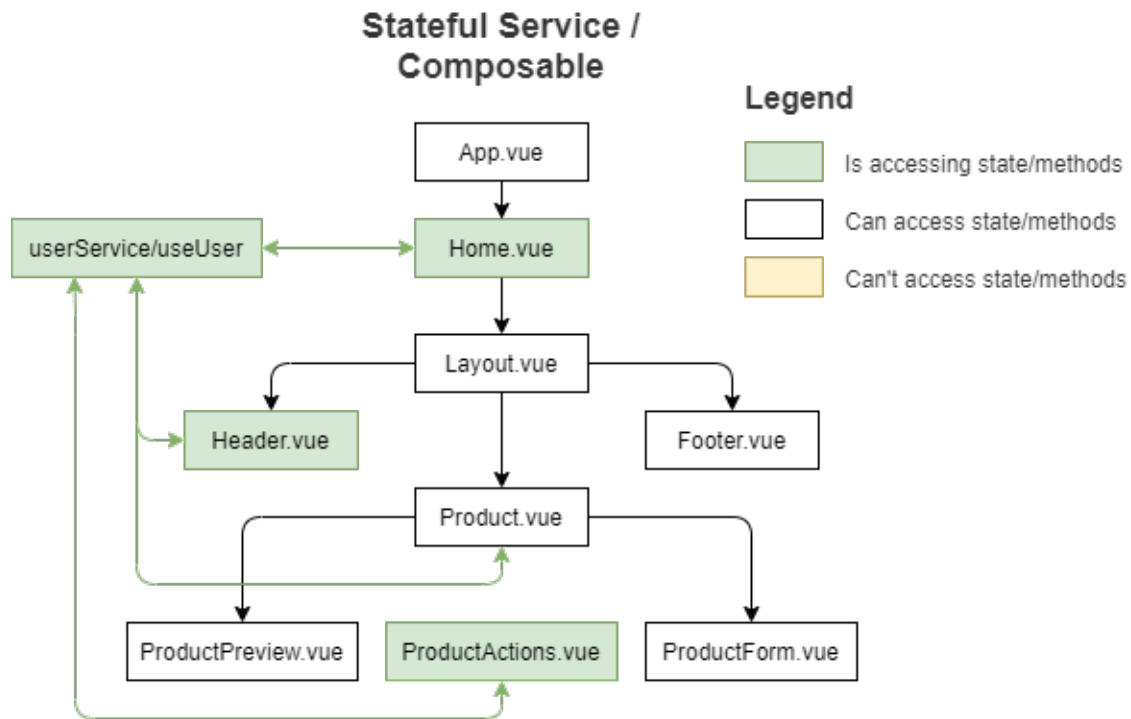 Stateful Service /
Composable
Legend
App.vue
Is accessing state/methods
Can access state/methods
userService/useUser
Home.vue
Can't access state/methods
Layout.vue
Header.vue
Footer.vue
Product.vue
ProductPreview.vue
ProductActions.vue
ProductForm.vue